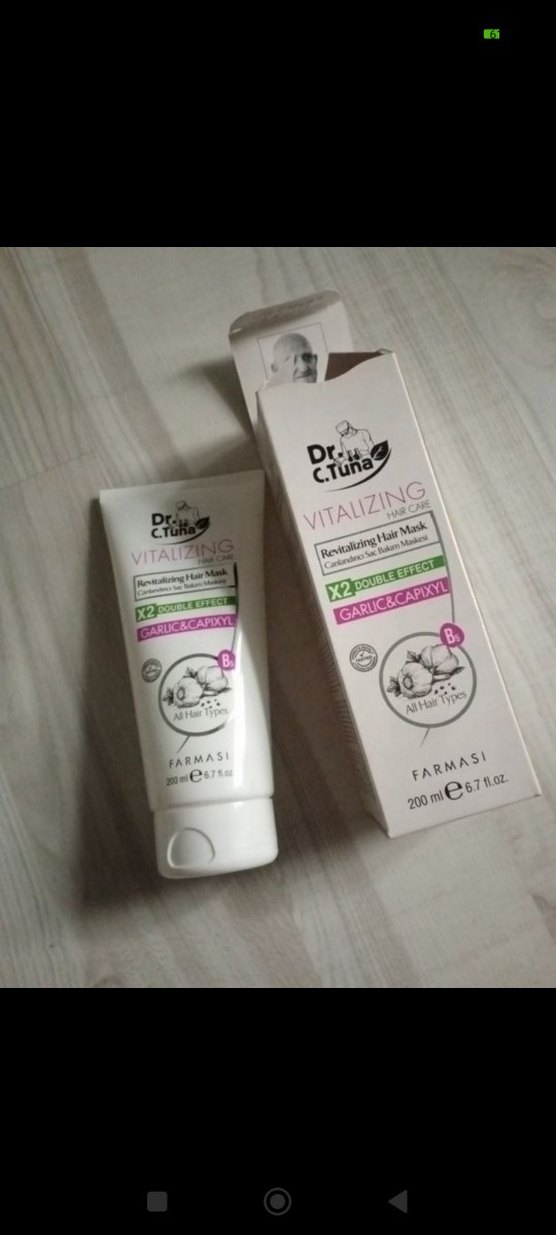 61
Dr.
C.Tuna
VITALIZING
HAIR CARE
Revitalizing Hair Mask
Canlandırıcı Saç Bakım Maskesi
X2 DOUBLE EFFECT
GARLIC&CAPIXYL
B5
All Hair Types
FARMASI
200 ml e 6.7 fl.oz.
Dr.
C.Tuna
VITALIZING
HAIR CARE
Revitalizing Hair Mask
Canlandırıcı Saç Bakım Maskesi
X2 DOUBLE EFFECT
GARLIC&CAPIXYL
B5
All Hair Types
FARMASI
200 ml e 6.7 fl.oz.